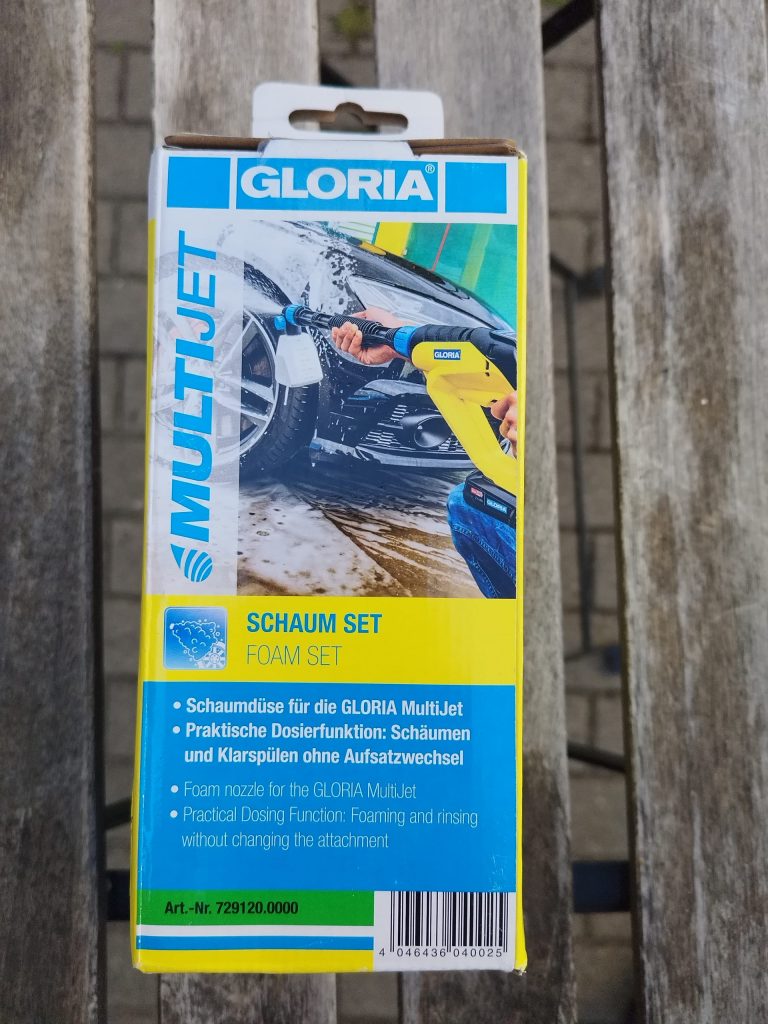 GLORIA®
MULTIJET
GLORIA
GLORIA
SCHAUM SET
FOAM SET
• Schaumdüse für die GLORIA MultiJet
• Praktische Dosierfunktion: Schäumen
und Klarspülen ohne Aufsatzwechsel
• Foam nozzle for the GLORIA MultiJet
• Practical Dosing Function: Foaming and rinsing
without changing the attachment
Art.-Nr. 729120.0000
4 046436 040025